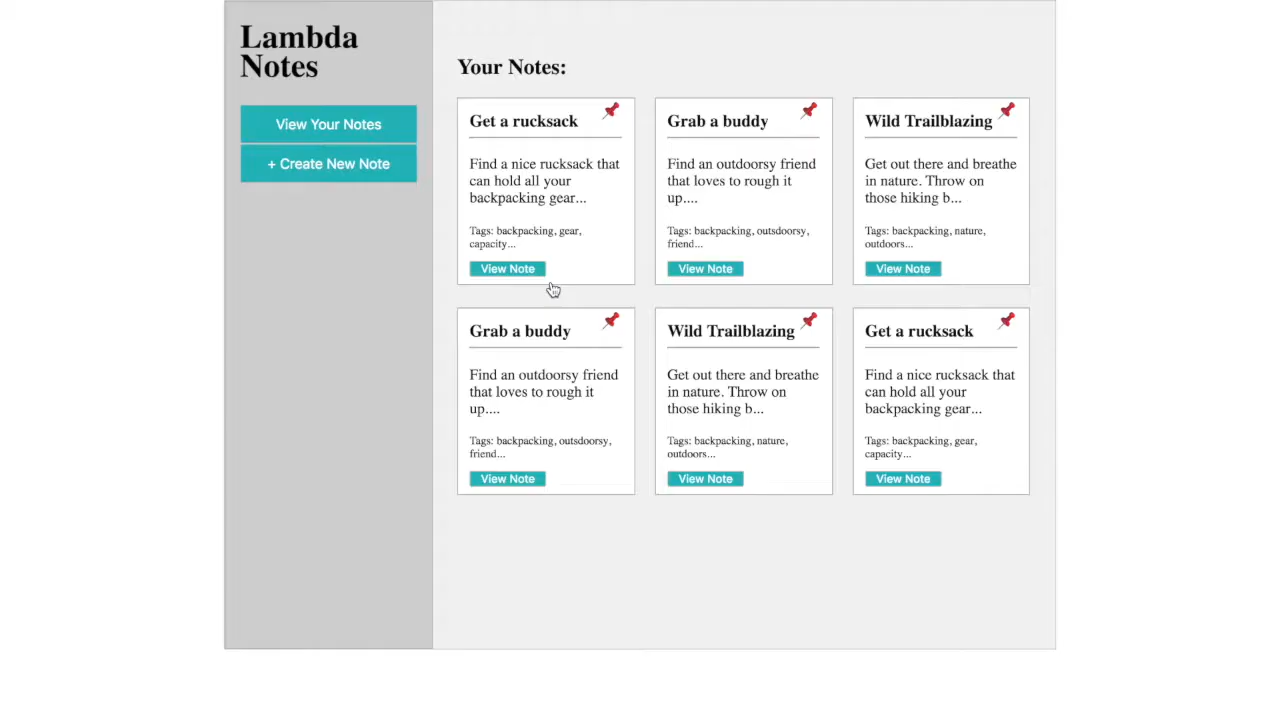 Lambda
Notes
View Your Notes
+ Create New Note
Your Notes:
Get a rucksack
Find a nice rucksack that
can hold all your
backpacking gear...
Tags: backpacking, gear,
capacity...
View Note
Grab a buddy
Find an outdoorsy friend
that loves to rough it
up....
Tags: backpacking, outsdoorsy,
friend...
View Note
Wild Trailblazing
Get out there and breathe
in nature. Throw on
those hiking b...
Tags: backpacking, nature,
outdoors...
View Note
Grab a buddy
Find an outdoorsy friend
that loves to rough it
up....
Tags: backpacking, outsdoorsy,
friend...
View Note
Wild Trailblazing
Get out there and breathe
in nature. Throw on
those hiking b...
Tags: backpacking, nature,
outdoors...
View Note
Get a rucksack
Find a nice rucksack that
can hold all your
backpacking gear...
Tags: backpacking, gear,
capacity...
View Note